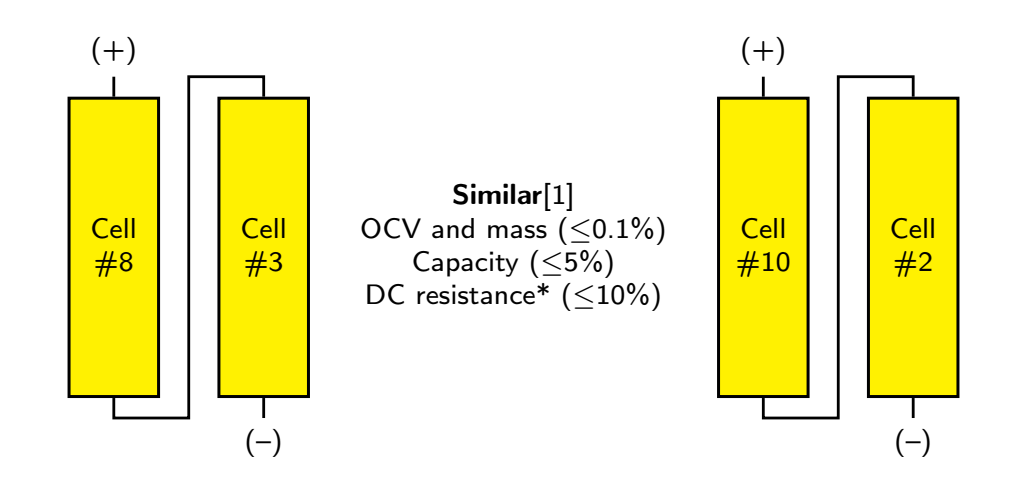 (+)
(+)
Cell
#8
Cell
#3
Similar[1]
OCV and mass (≤0.1%)
Capacity (≤5%)
DC resistance* (≤10%)
Cell
#10
Cell
#2
(–)
(–)